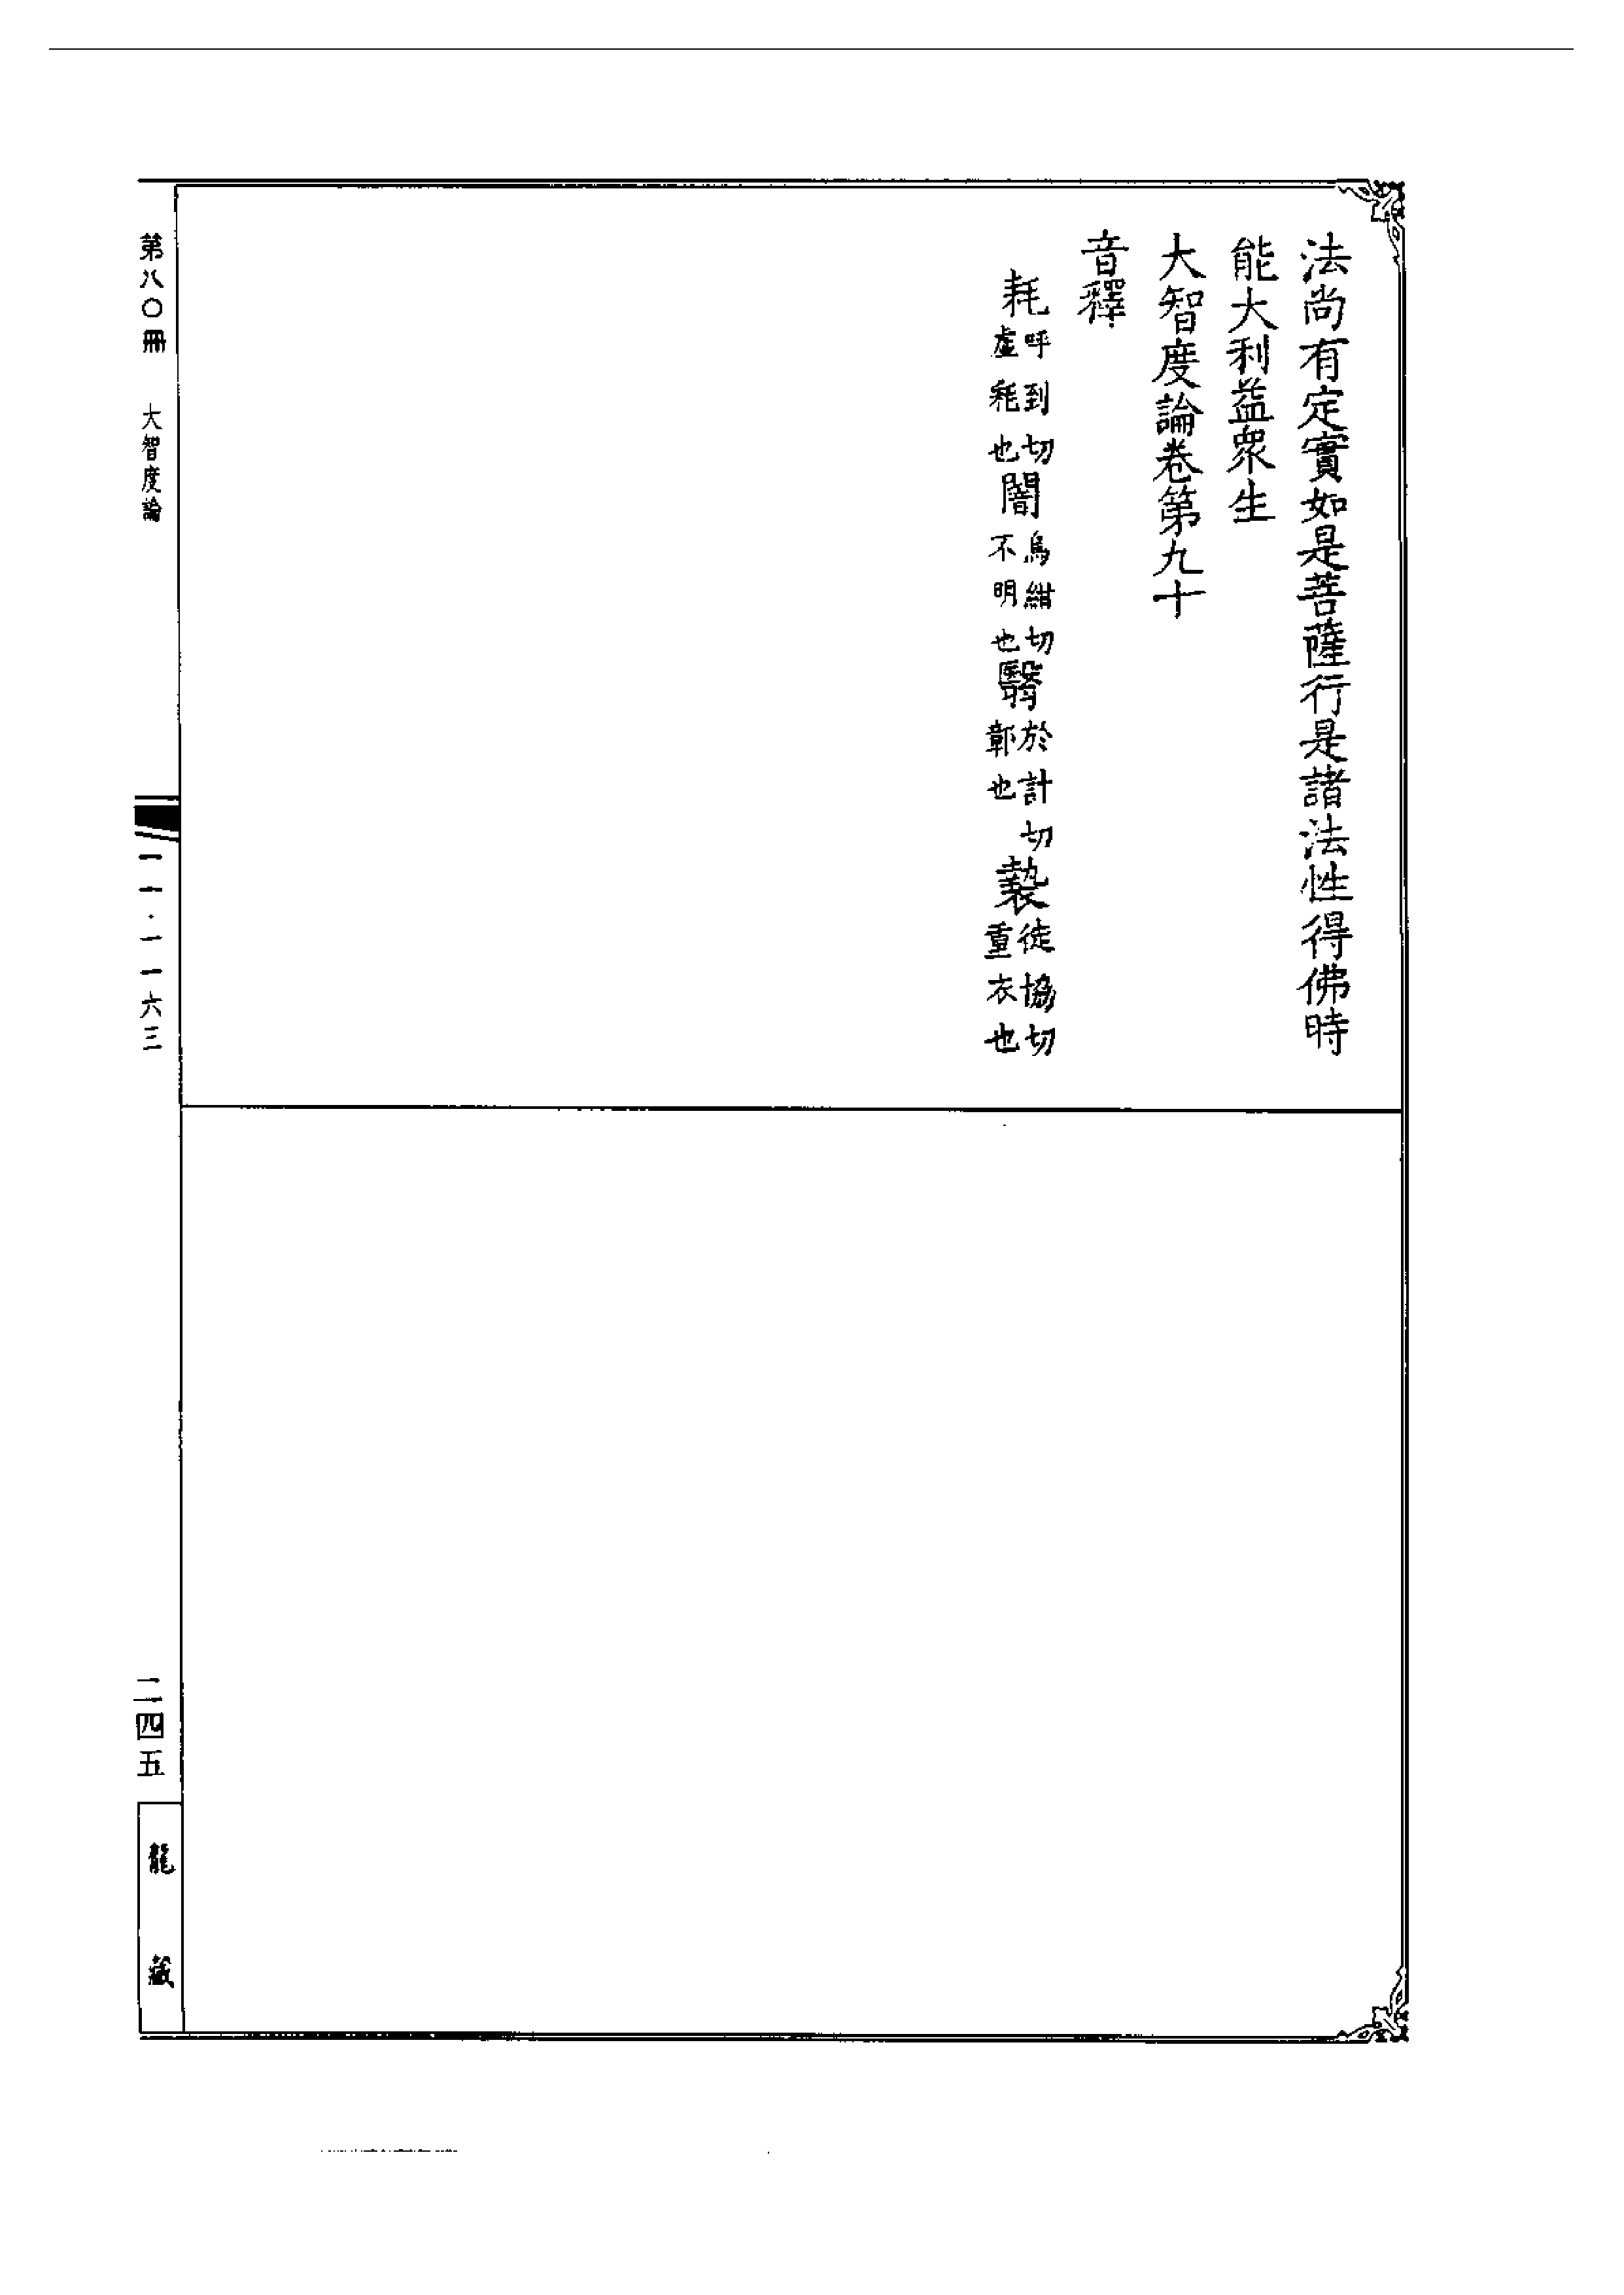 法尚有定實如是菩薩行是諸法性得佛時
能大利益眾生
大智度論卷第九十
音釋
耗呼到切虛耗也闇烏紺切不明也翳於計切鄣也褺徒協切重衣也
第八〇冊 大智度論
一一·一一六三
二四五
龍藏